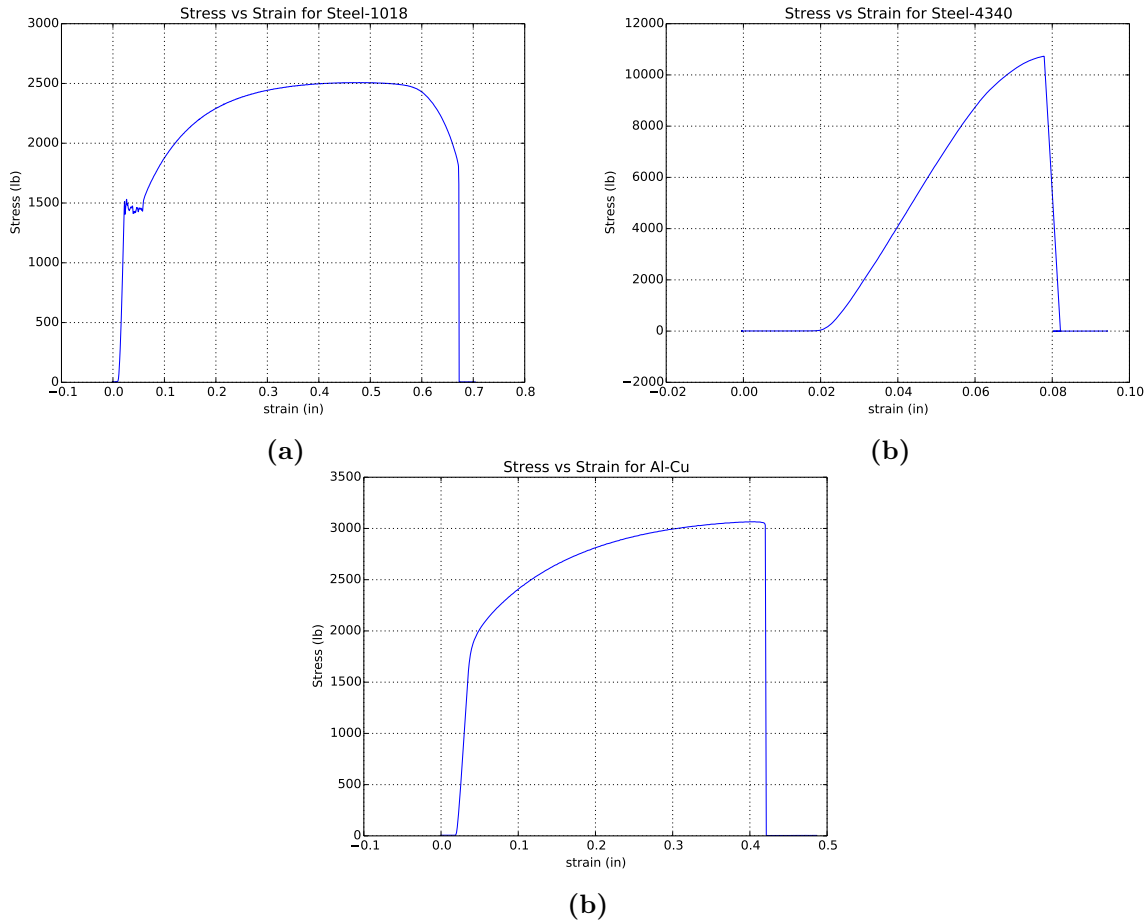 Stress vs Strain for Steel-1018
3000
2500
2000
1500
1000
500
0
Stress (lb)
−0.1 0.0 0.1 0.2 0.3 0.4 0.5 0.6 0.7 0.8
strain (in)
(a)
Stress vs Strain for Steel-4340
12000
10000
8000
6000
4000
2000
0
−2000
Stress (lb)
−0.02 0.00 0.02 0.04 0.06 0.08 0.10
strain (in)
(b)
Stress vs Strain for Al-Cu
3500
3000
2500
2000
1500
1000
500
0
Stress (lb)
−0.1 0.0 0.1 0.2 0.3 0.4 0.5
strain (in)
(b)